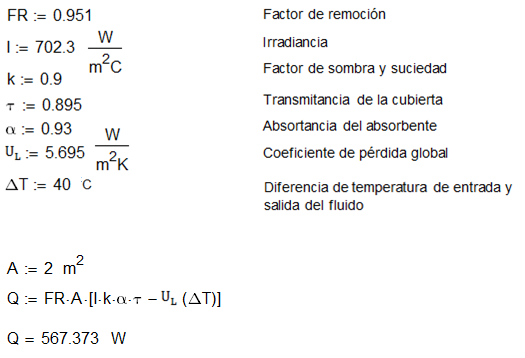 FR := 0.951 Factor de remoción
I := 702.3 W/m²C Irradiancia
k := 0.9 Factor de sombra y suciedad
τ := 0.895 Transmitancia de la cubierta
α := 0.93 Absortancia del absorbente
U_L := 5.695 W/m²K Coeficiente de pérdida global
ΔT := 40 °C Diferencia de temperatura de entrada y
salida del fluido
A := 2 m²
Q := FR·A·[I·k·α·τ − U_L (ΔT)]
Q = 567.373 W